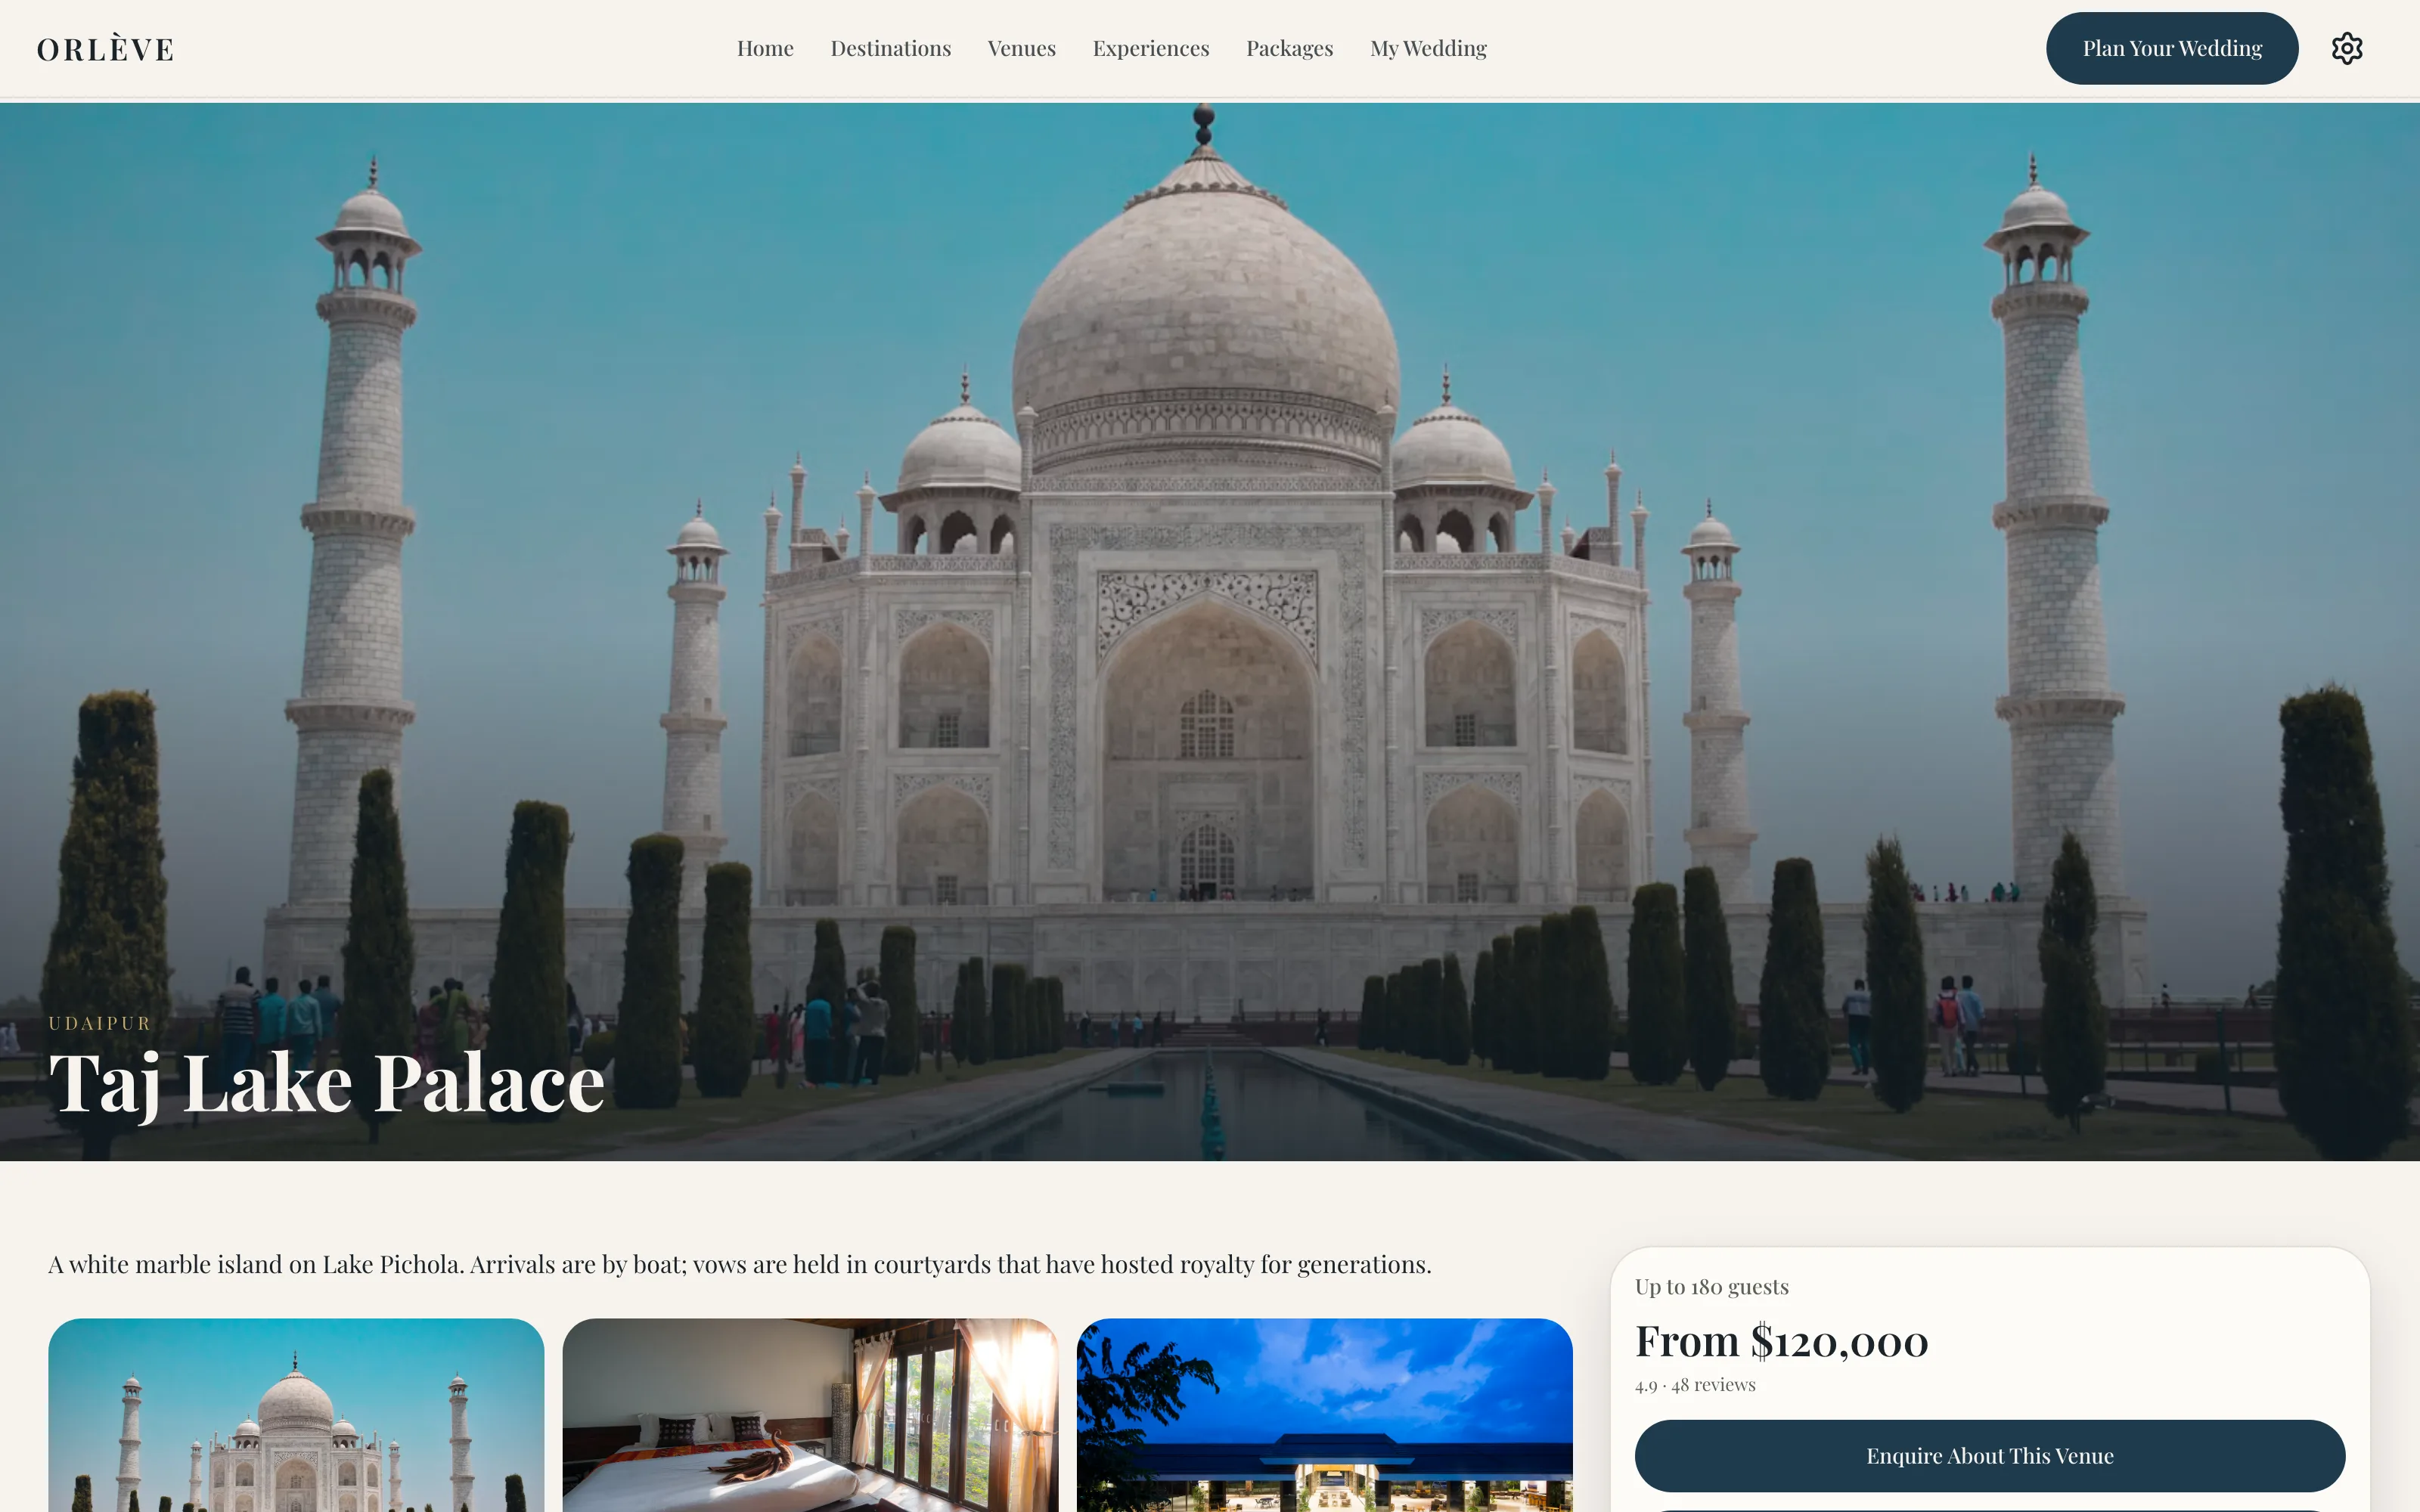 ORLÈVE
Home Destinations Venues Experiences Packages My Wedding
Plan Your Wedding
UDAIPUR
Taj Lake Palace
A white marble island on Lake Pichola. Arrivals are by boat; vows are held in courtyards that have hosted royalty for generations.
Up to 180 guests
From $120,000
4.9 · 48 reviews
Enquire About This Venue